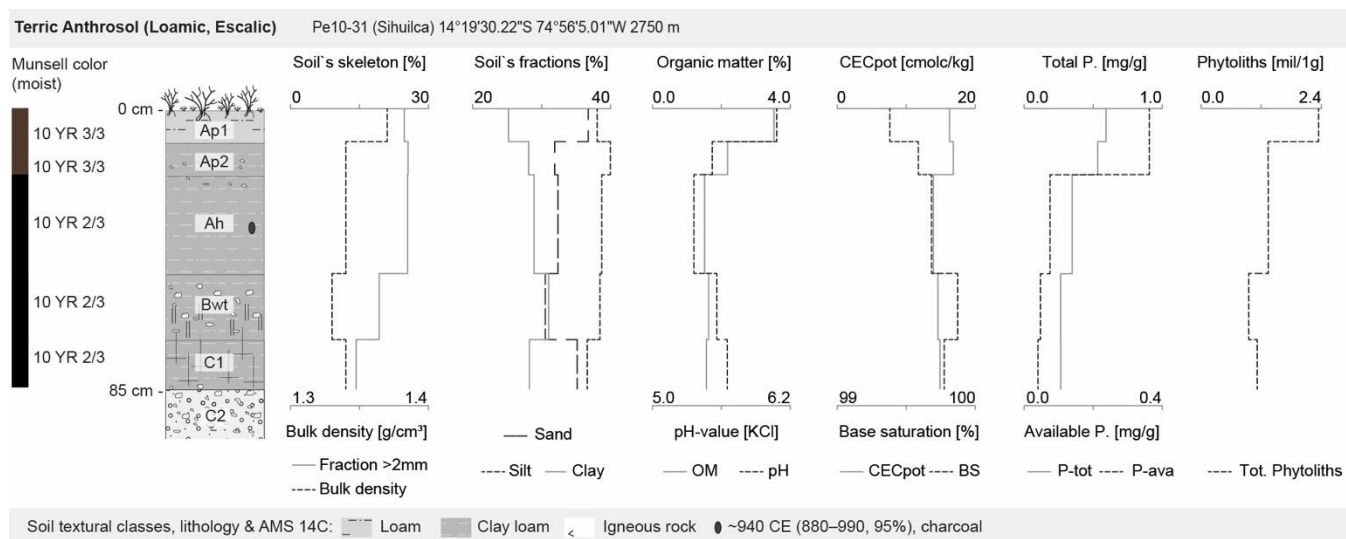 Terric Anthrosol (Loamic, Escalic) Pe10-31 (Sihuilca) 14°19'30.22"S 74°56'5.01"W 2750 m
Munsell color (moist)
Soil`s skeleton [%] Soil`s fractions [%] Organic matter [%] CECpot [cmolc/kg] Total P. [mg/g] Phytoliths [mil/1g]
0 30 20 40 0.0 4.0 0 20 0.0 1.0 0.0 2.4
0 cm
10 YR 3/3 Ap1
10 YR 3/3 Ap2
10 YR 2/3 Ah
10 YR 2/3 Bwt
10 YR 2/3 C1
85 cm
C2
1.3 1.4 5.0 6.2 99 100 0.0 0.4
Bulk density [g/cm³] Sand pH-value [KCl] Base saturation [%] Available P. [mg/g]
Fraction >2mm Silt Clay OM pH CECpot BS P-tot P-ava Tot. Phytoliths
Bulk density
Soil textural classes, lithology & AMS 14C: Loam Clay loam Igneous rock ~940 CE (880–990, 95%), charcoal